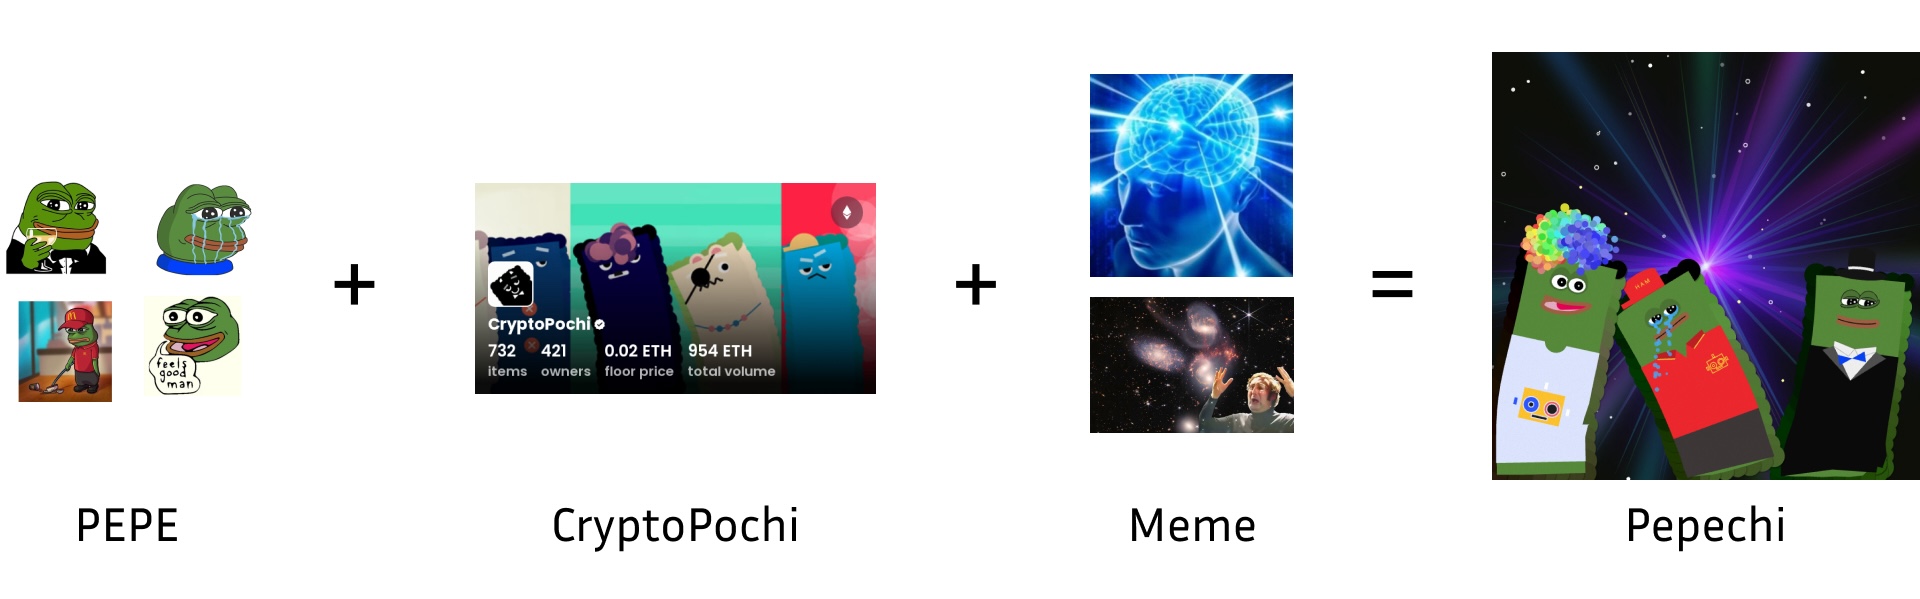 feels
good
man
M
+
CryptoPochi
732 421 0.02 ETH 954 ETH
items owners floor price total volume
+
=
HAM
PEPE CryptoPochi Meme Pepechi